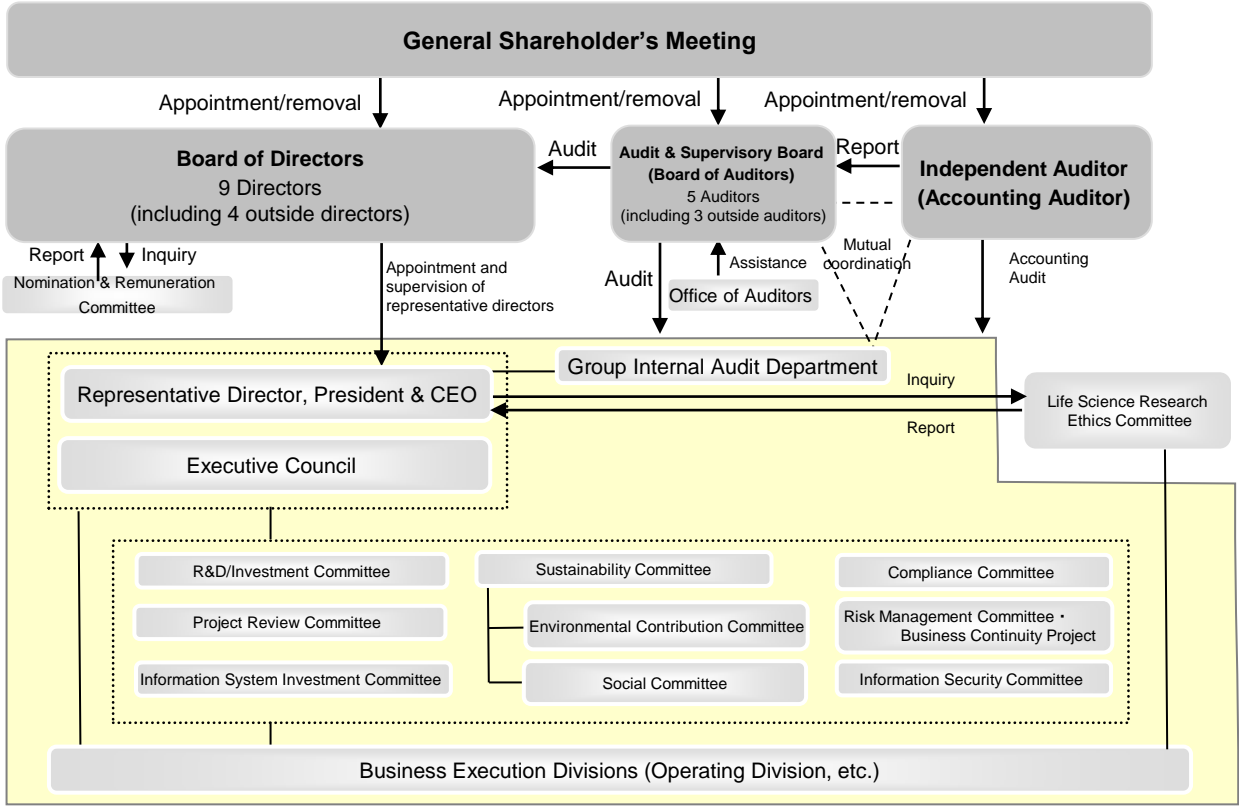 General Shareholder's Meeting
Appointment/removal
Appointment/removal
Appointment/removal
Board of Directors
9 Directors
(including 4 outside directors)
Audit
Audit & Supervisory Board
(Board of Auditors)
5 Auditors
(including 3 outside auditors)
Report
Independent Auditor
(Accounting Auditor)
Report
Inquiry
Nomination & Remuneration
Committee
Appointment and
supervision of
representative directors
Audit
Assistance
Office of Auditors
Mutual
coordination
Accounting
Audit
Group Internal Audit Department
Representative Director, President & CEO
Inquiry
Report
Life Science Research
Ethics Committee
Executive Council
R&D/Investment Committee
Sustainability Committee
Compliance Committee
Project Review Committee
Environmental Contribution Committee
Risk Management Committee・
Business Continuity Project
Information System Investment Committee
Social Committee
Information Security Committee
Business Execution Divisions (Operating Division, etc.)